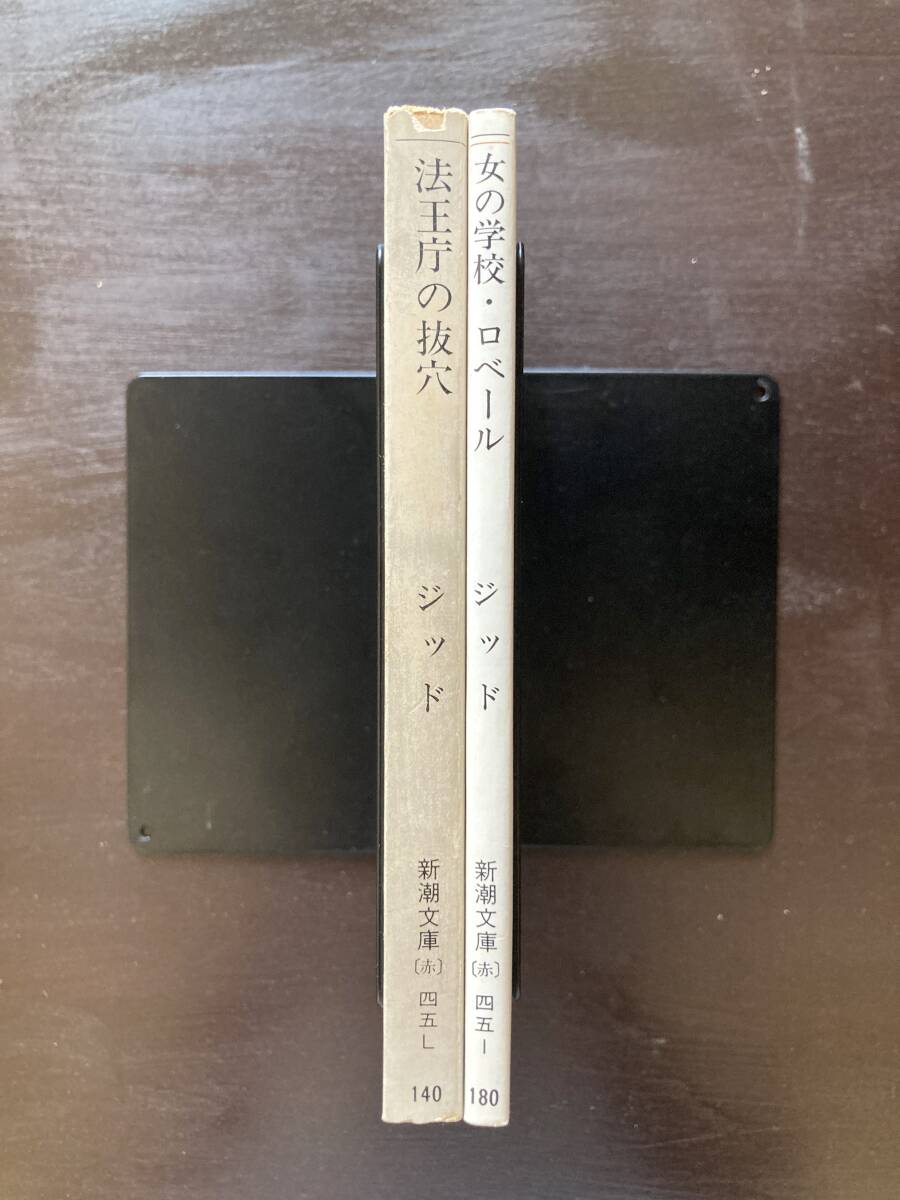 法王庁の抜穴
ジッド
新潮文庫
〔赤〕
四五L
140
女の学校・ロベール
ジッド
新潮文庫
〔赤〕
四五I
180